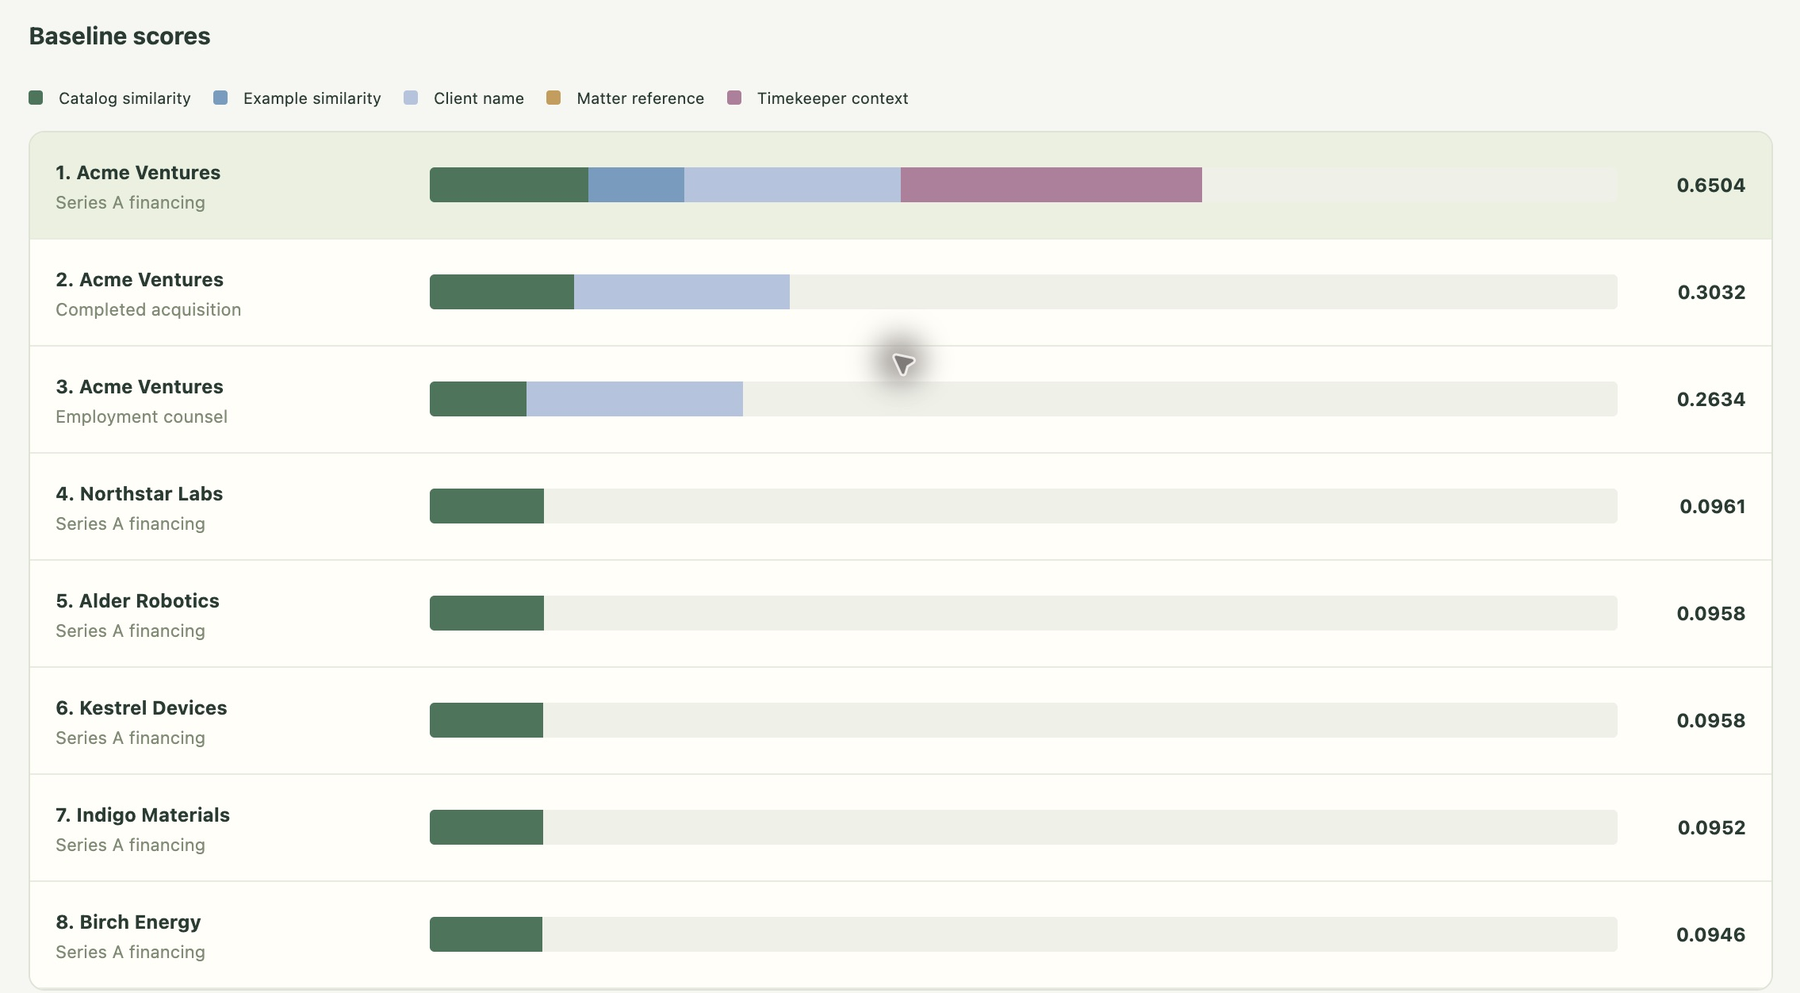 Baseline scores
Catalog similarity Example similarity Client name Matter reference Timekeeper context
1. Acme Ventures
Series A financing
0.6504
2. Acme Ventures
Completed acquisition
0.3032
3. Acme Ventures
Employment counsel
0.2634
4. Northstar Labs
Series A financing
0.0961
5. Alder Robotics
Series A financing
0.0958
6. Kestrel Devices
Series A financing
0.0958
7. Indigo Materials
Series A financing
0.0952
8. Birch Energy
Series A financing
0.0946